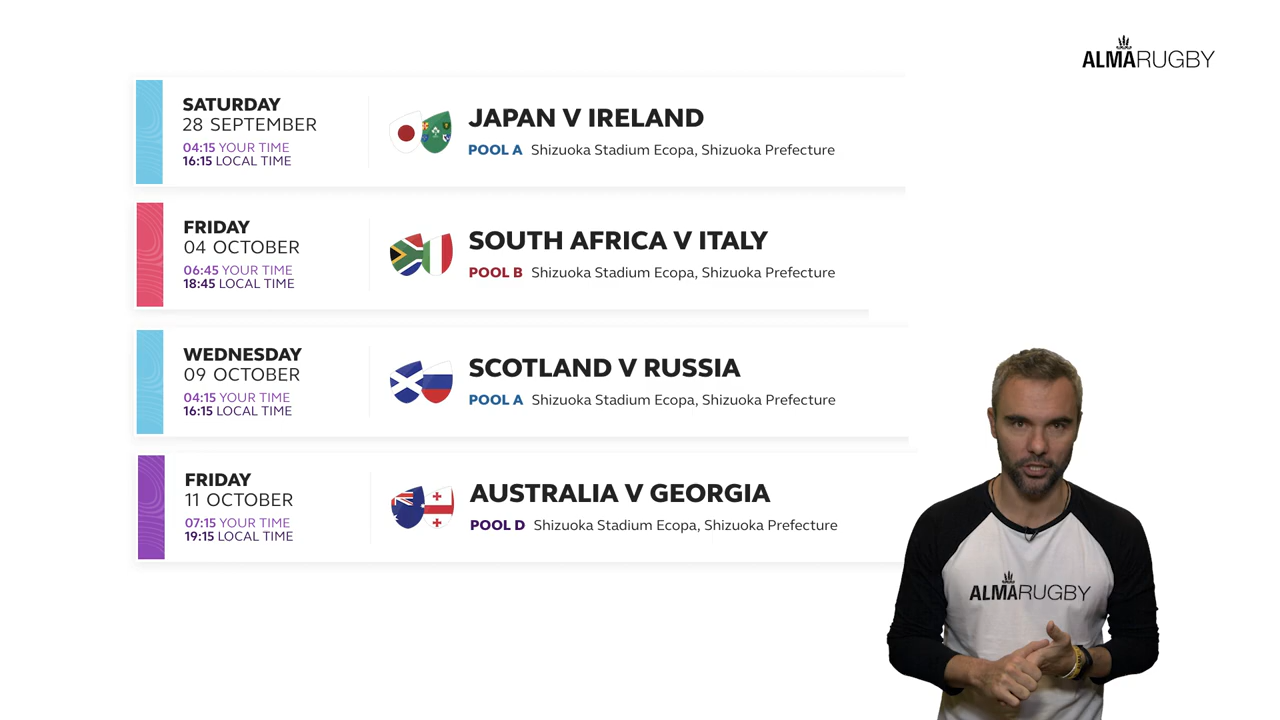 ALMARUGBY
SATURDAY
28 SEPTEMBER
04:15 YOUR TIME
16:15 LOCAL TIME
JAPAN V IRELAND
POOL A Shizuoka Stadium Ecopa, Shizuoka Prefecture
FRIDAY
04 OCTOBER
06:45 YOUR TIME
18:45 LOCAL TIME
SOUTH AFRICA V ITALY
POOL B Shizuoka Stadium Ecopa, Shizuoka Prefecture
WEDNESDAY
09 OCTOBER
04:15 YOUR TIME
16:15 LOCAL TIME
SCOTLAND V RUSSIA
POOL A Shizuoka Stadium Ecopa, Shizuoka Prefecture
FRIDAY
11 OCTOBER
07:15 YOUR TIME
19:15 LOCAL TIME
AUSTRALIA V GEORGIA
POOL D Shizuoka Stadium Ecopa, Shizuoka Prefecture
ALMARUGBY